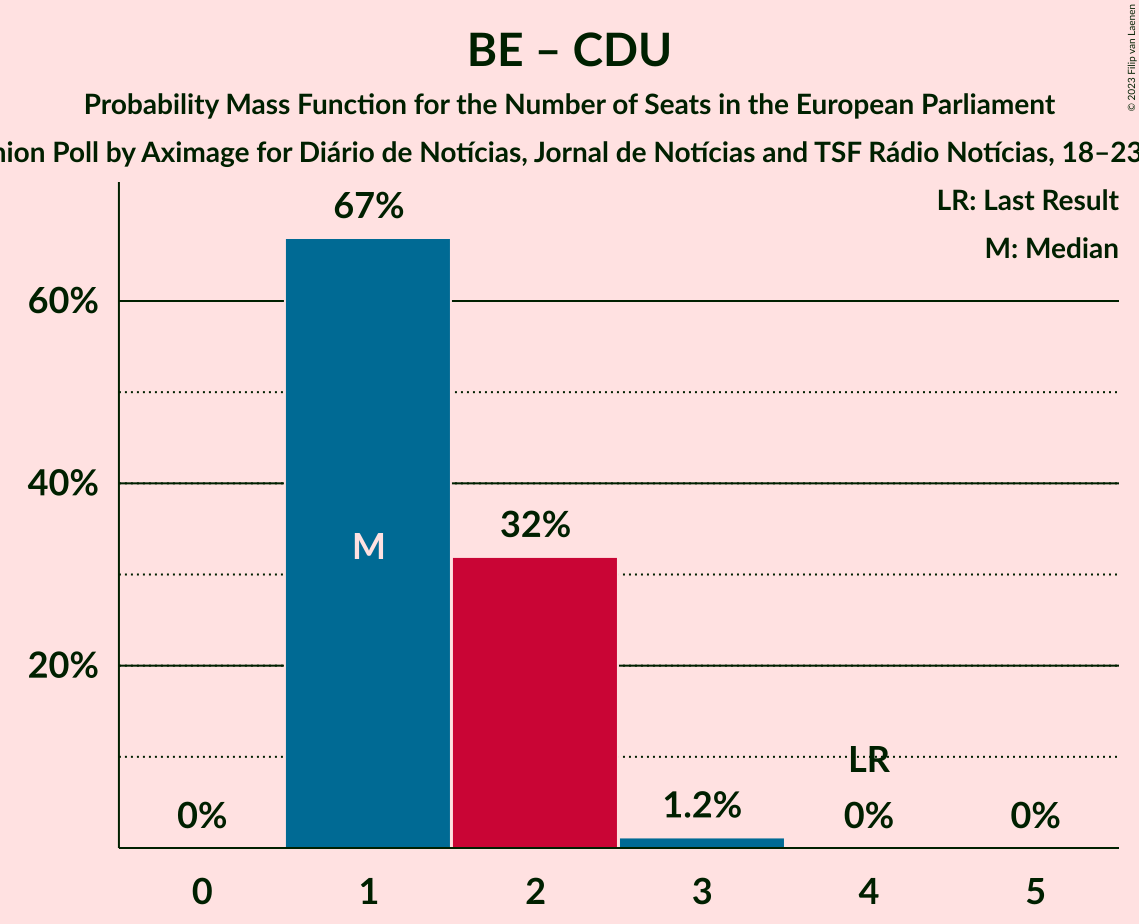 BE – CDU
Probability Mass Function for the Number of Seats in the European Parliament
Poll by Aximage for Diário de Notícias, Jornal de Notícias and TSF Rádio Notícias, 18–23
© 2023 Filip van Laenen
LR: Last Result
M: Median
67%
60%
40%
M
32%
20%
LR
1.2%
0%
0%
0%
0
1
2
3
4
5